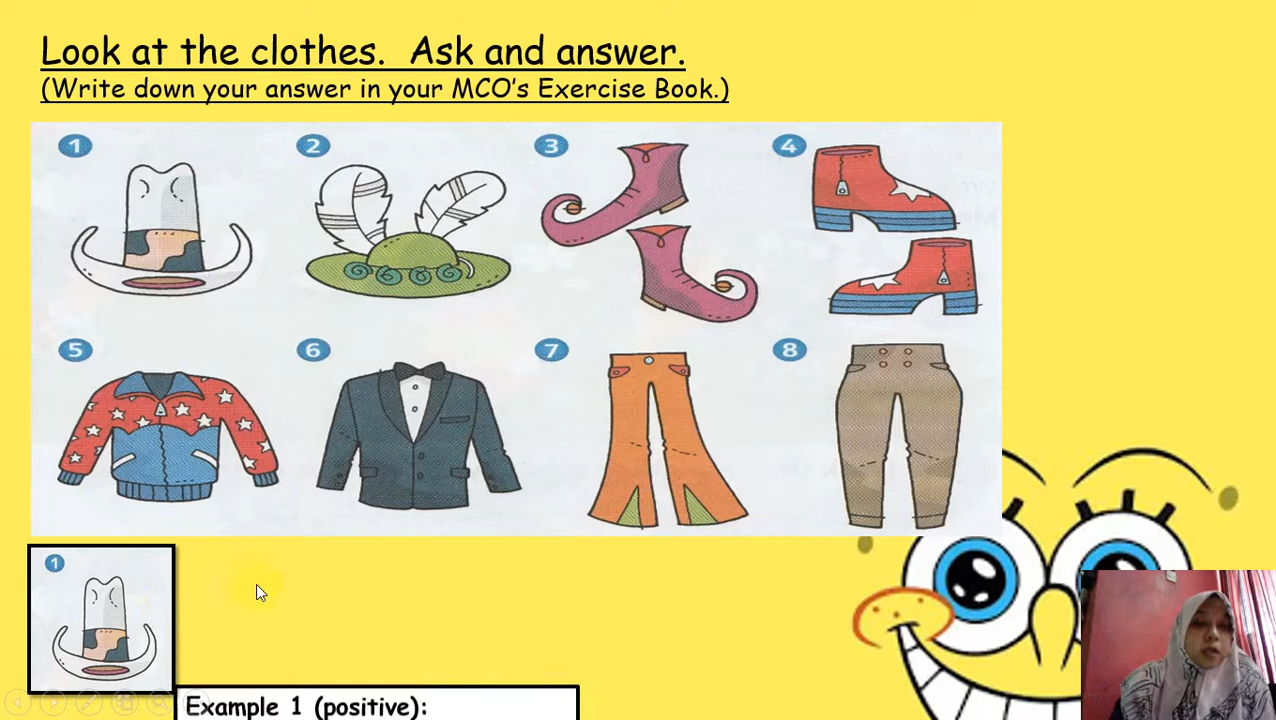 Look at the clothes. Ask and answer.
(Write down your answer in your MCO's Exercise Book.)
1 2 3 4
5 6 7 8
1
Example 1 (positive):